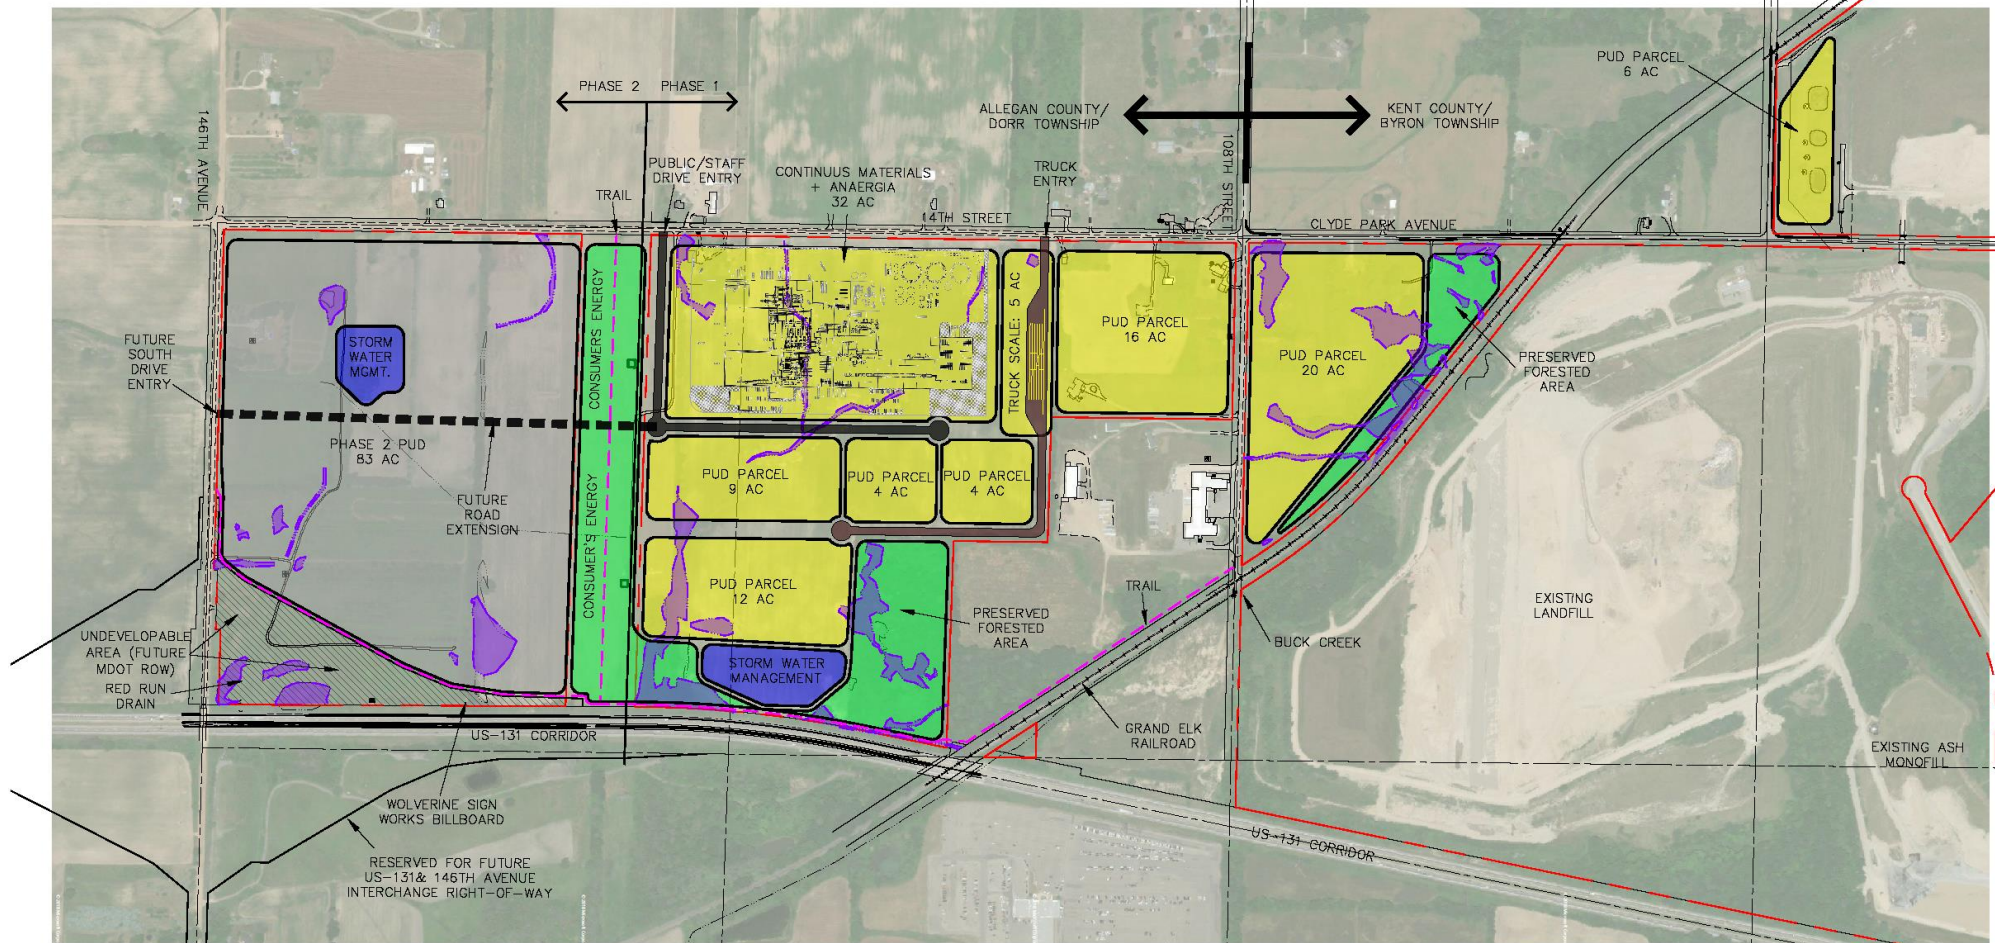 PUD PARCEL
6 AC
PHASE 2
PHASE 1
ALLEGAN COUNTY/
DORR TOWNSHIP
KENT COUNTY/
BYRON TOWNSHIP
146TH AVENUE
108TH STREET
PUBLIC/STAFF
DRIVE ENTRY
CONTINUUS MATERIALS
+ ANAERGIA
32 AC
TRUCK
ENTRY
TRAIL
14TH STREET
CLYDE PARK AVENUE
CONSUMERS ENERGY
TRUCK SCALE: 5 AC
FUTURE
SOUTH
DRIVE
ENTRY
STORM
WATER
MGMT.
PUD PARCEL
16 AC
PUD PARCEL
20 AC
PRESERVED
FORESTED
AREA
PHASE 2 PUD
83 AC
PUD PARCEL
9 AC
PUD PARCEL
4 AC
PUD PARCEL
4 AC
FUTURE
ROAD
EXTENSION
CONSUMER'S ENERGY
PUD PARCEL
12 AC
TRAIL
EXISTING
LANDFILL
PRESERVED
FORESTED
AREA
BUCK CREEK
UNDEVELOPABLE
AREA (FUTURE
MDOT ROW)
RED RUN
DRAIN
STORM WATER
MANAGEMENT
GRAND ELK
RAILROAD
US-131 CORRIDOR
EXISTING ASH
MONOFILL
WOLVERINE SIGN
WORKS BILLBOARD
US-131 CORRIDOR
RESERVED FOR FUTURE
US-131& 146TH AVENUE
INTERCHANGE RIGHT-OF-WAY